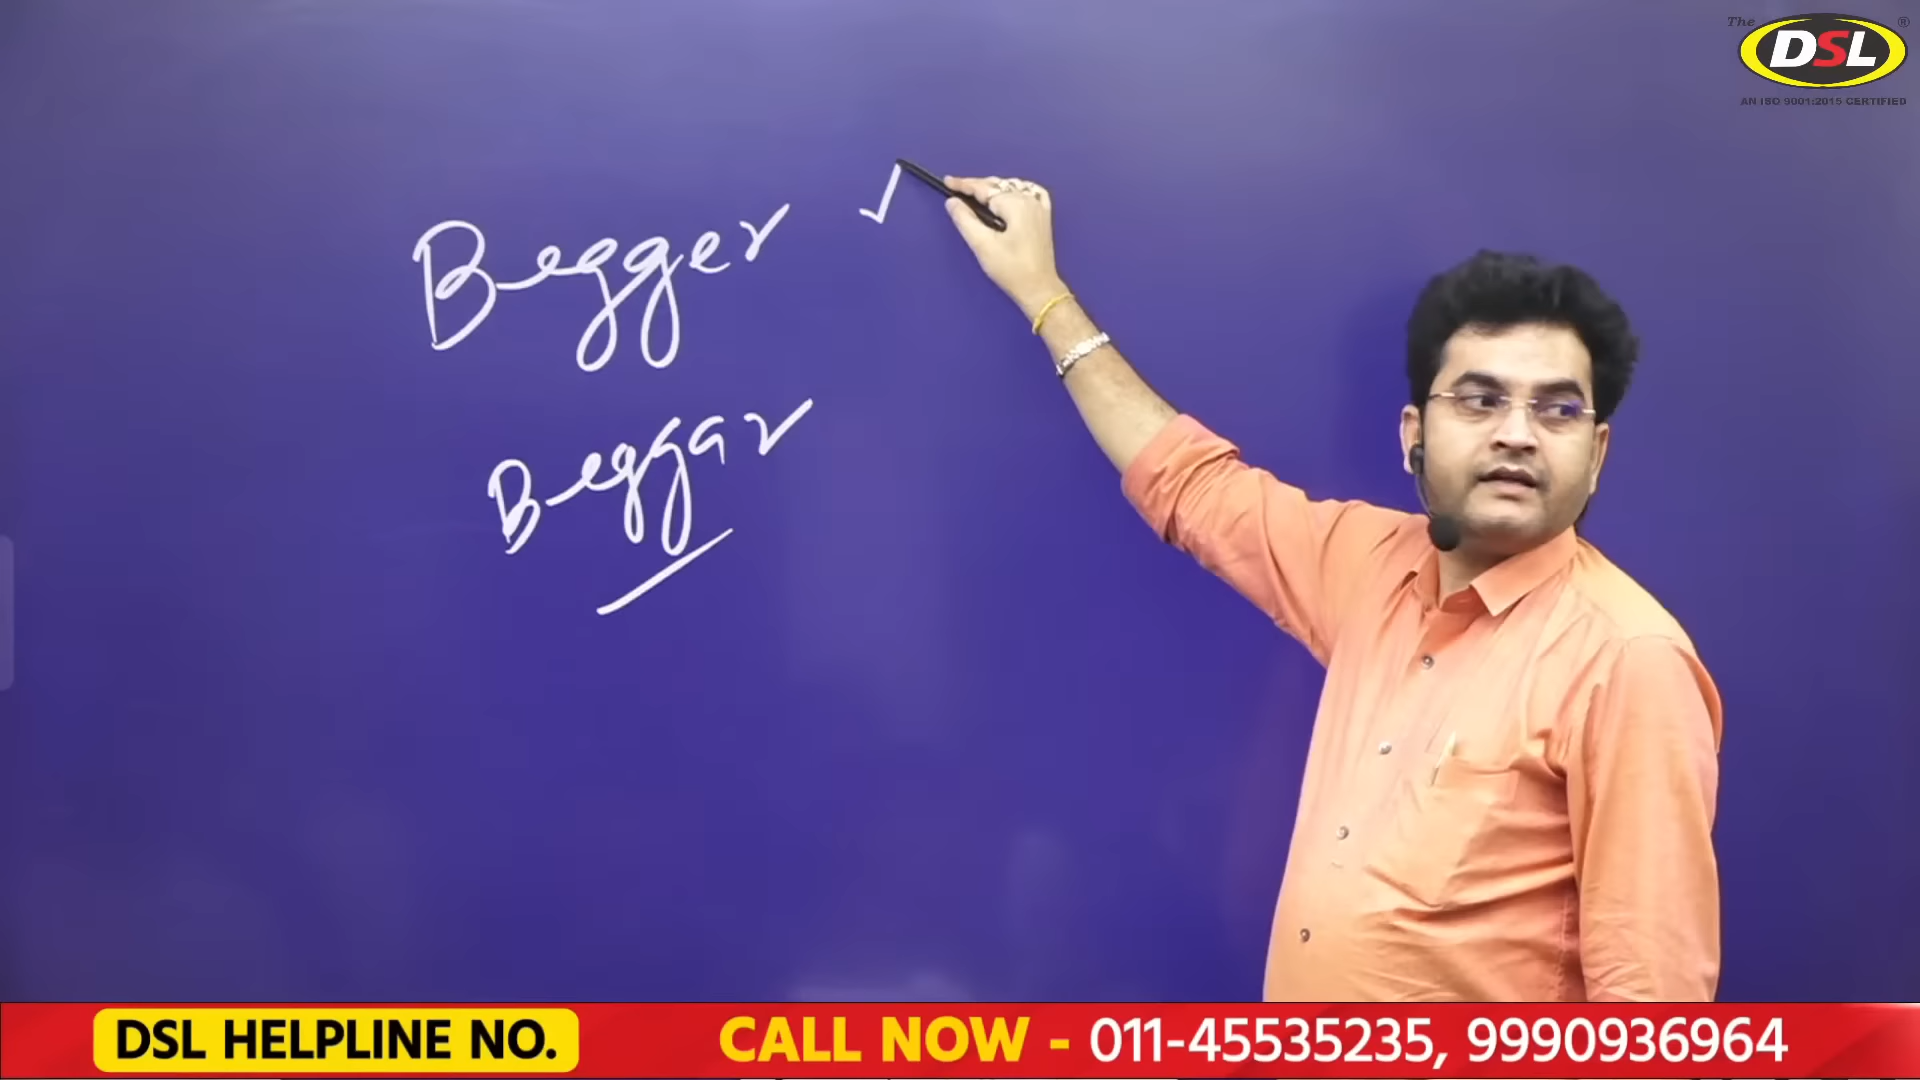 The DSL ®
AN ISO 9001:2015 CERTIFIED
Begger ✓
Beggar
DSL HELPLINE NO. CALL NOW - 011-45535235, 9990936964